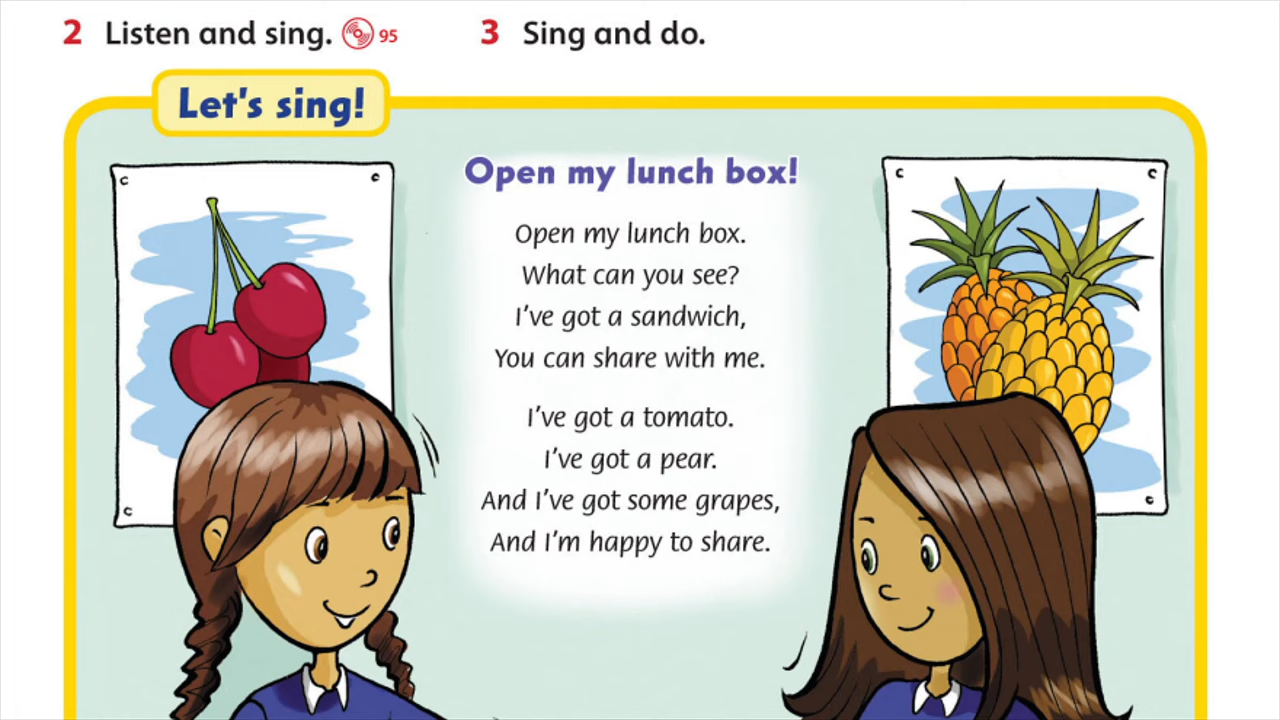 2 Listen and sing. 95
3 Sing and do.
Let's sing!
Open my lunch box!
Open my lunch box.
What can you see?
I've got a sandwich,
You can share with me.
I've got a tomato.
I've got a pear.
And I've got some grapes,
And I'm happy to share.